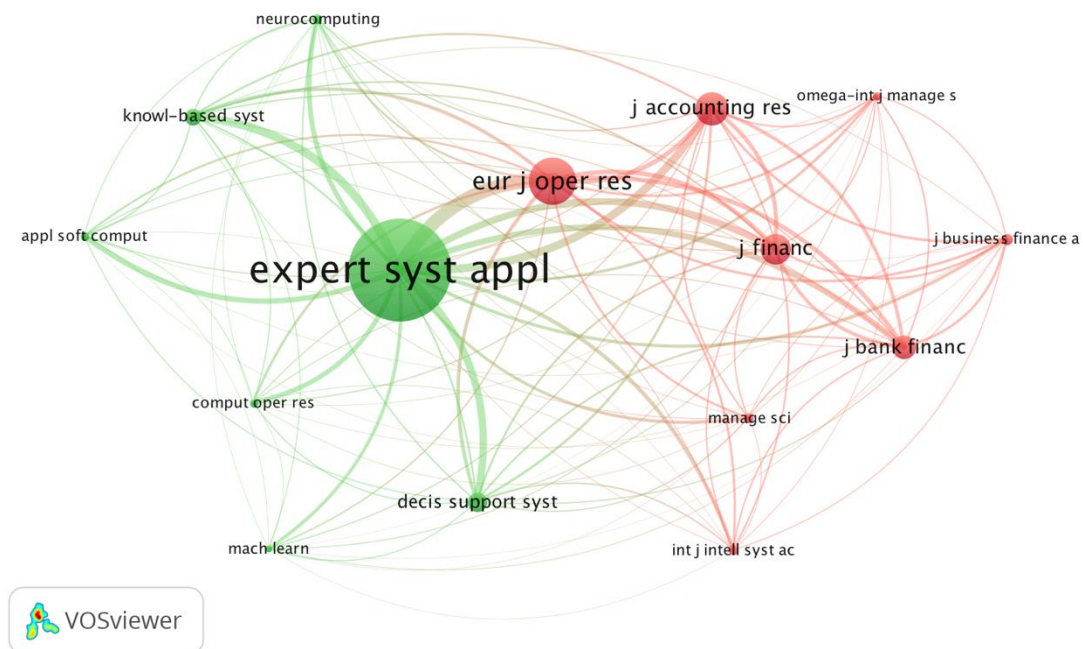 neurocomputing
omega-int j manage s
j accounting res
knowl-based syst
eur j oper res
appl soft comput
j business finance a
j financ
expert syst appl
j bank financ
comput oper res
manage sci
decis support syst
mach learn
int j intell syst ac
VOSviewer